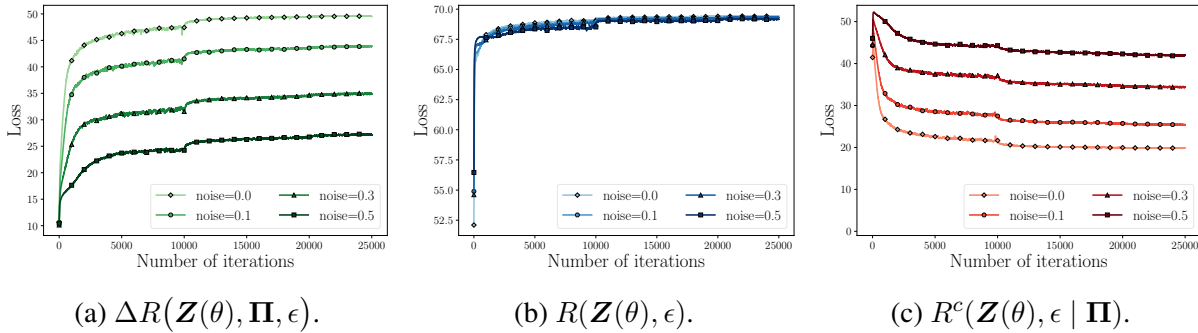 50
45
40
35
30
25
20
15
10
Loss
0
5000
10000
15000
20000
25000
Number of iterations
noise=0.0
noise=0.1
noise=0.3
noise=0.5
(a) ΔR(Z(θ), Π, ϵ).
70.0
67.5
65.0
62.5
60.0
57.5
55.0
52.5
Loss
0
5000
10000
15000
20000
25000
Number of iterations
noise=0.0
noise=0.1
noise=0.3
noise=0.5
(b) R(Z(θ), ϵ).
50
40
30
20
10
0
Loss
0
5000
10000
15000
20000
25000
Number of iterations
noise=0.0
noise=0.1
noise=0.3
noise=0.5
(c) Rᶜ(Z(θ), ϵ | Π).